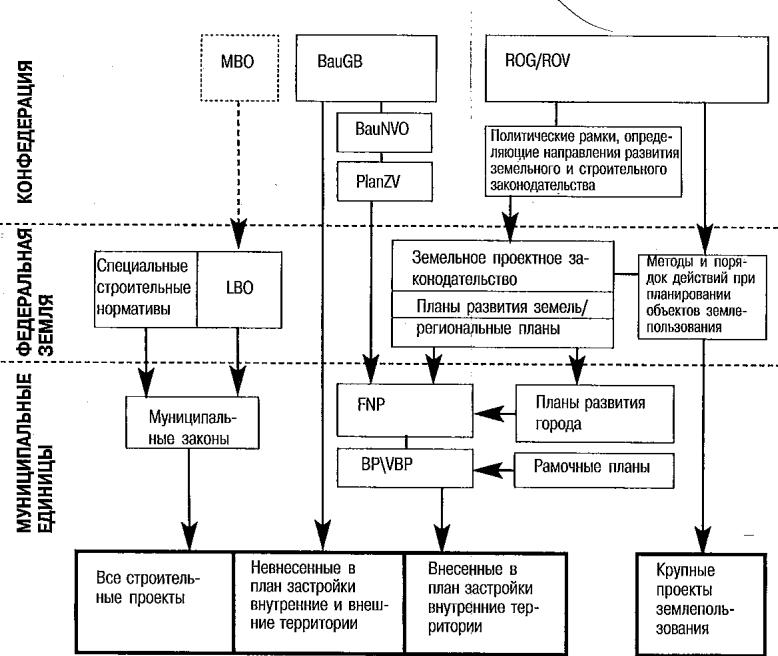 КОНФЕДЕРАЦИЯ
MBO
BauGB
ROG/ROV
BauNVO
PlanZV
Политические рамки, опреде-
ляющие направления развития
земельного и строительного
законодательства
ФЕДЕРАЛЬНАЯ
ЗЕМЛЯ
Специальные
строительные
нормативы
LBO
Земельное проектное за-
конодательство
Планы развития земель/
региональные планы
Методы и поря-
док действий при
планировании
объектов земле-
пользования
МУНИЦИПАЛЬНЫЕ
ЕДИНИЦЫ
Муниципаль-
ные законы
FNP
Планы развития
города
BP\VBP
Рамочные планы
Все строитель-
ные проекты
Невнесенные в
план застройки
внутренние и внеш-
ние территории
Внесенные в
план застройки
внутренние тер-
ритории
Крупные
проекты
землеполь-
зования